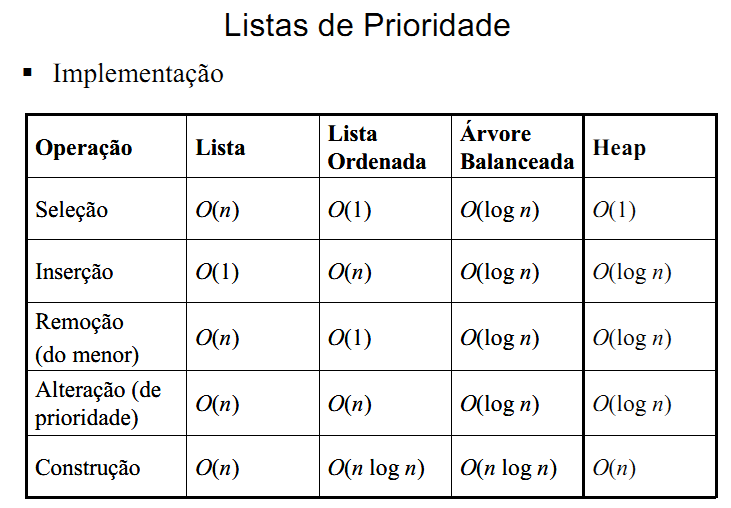 Listas de Prioridade
▪ Implementação
Operação Lista Lista Ordenada Árvore Balanceada Heap
Seleção O(n) O(1) O(log n) O(1)
Inserção O(1) O(n) O(log n) O(log n)
Remoção (do menor) O(n) O(1) O(log n) O(log n)
Alteração (de prioridade) O(n) O(n) O(log n) O(log n)
Construção O(n) O(n log n) O(n log n) O(n)